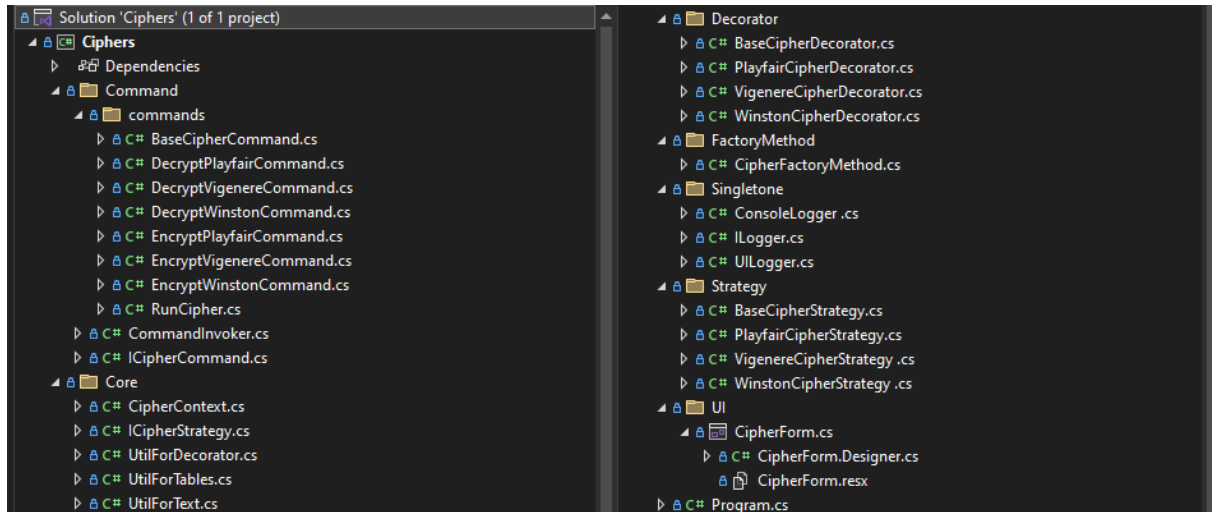 Solution 'Ciphers' (1 of 1 project)
C# Ciphers
Dependencies
Command
commands
C# BaseCipherCommand.cs
C# DecryptPlayfairCommand.cs
C# DecryptVigenereCommand.cs
C# DecryptWinstonCommand.cs
C# EncryptPlayfairCommand.cs
C# EncryptVigenereCommand.cs
C# EncryptWinstonCommand.cs
C# RunCipher.cs
C# CommandInvoker.cs
C# ICipherCommand.cs
Core
C# CipherContext.cs
C# ICipherStrategy.cs
C# UtilForDecorator.cs
C# UtilForTables.cs
C# UtilForText.cs
Decorator
C# BaseCipherDecorator.cs
C# PlayfairCipherDecorator.cs
C# VigenereCipherDecorator.cs
C# WinstonCipherDecorator.cs
FactoryMethod
C# CipherFactoryMethod.cs
Singletone
C# ConsoleLogger .cs
C# ILogger.cs
C# UILogger.cs
Strategy
C# BaseCipherStrategy.cs
C# PlayfairCipherStrategy.cs
C# VigenereCipherStrategy .cs
C# WinstonCipherStrategy .cs
UI
CipherForm.cs
C# CipherForm.Designer.cs
CipherForm.resx
C# Program.cs